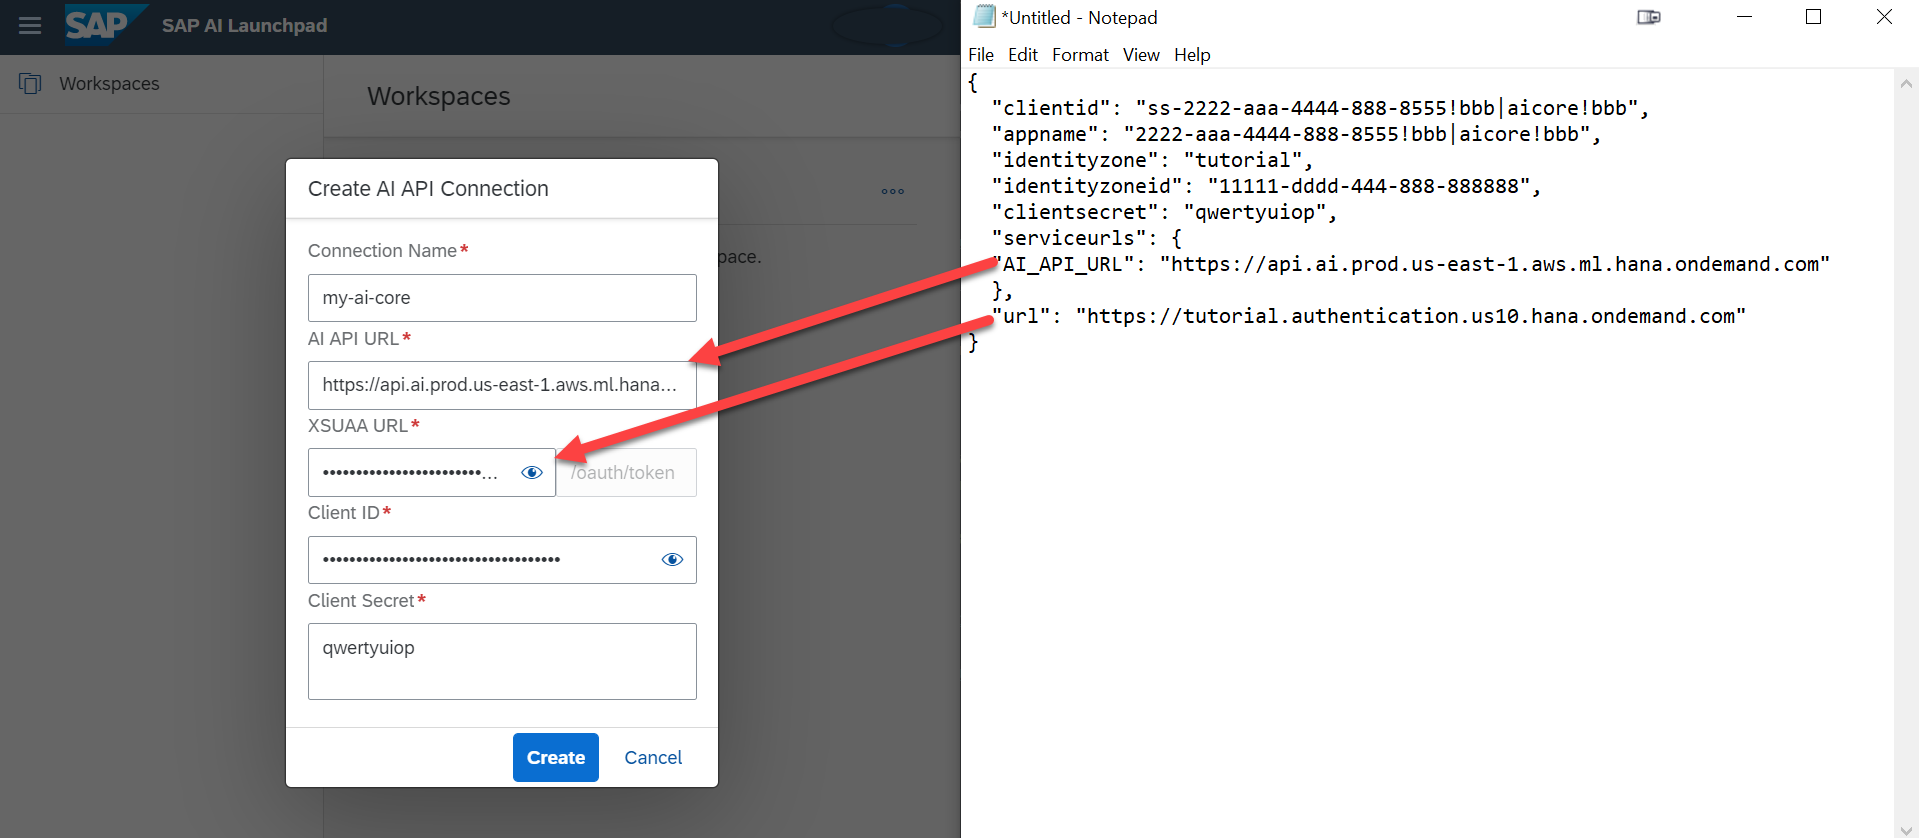 SAP SAP AI Launchpad
Workspaces
Workspaces
pace.
Create AI API Connection
Connection Name*
my-ai-core
AI API URL*
https://api.ai.prod.us-east-1.aws.ml.hana...
XSUAA URL*
/oauth/token
Client ID*
Client Secret*
qwertyuiop
Create Cancel
*Untitled - Notepad
File Edit Format View Help
{
"clientid": "ss-2222-aaa-4444-888-8555!bbb|aicore!bbb",
"appname": "2222-aaa-4444-888-8555!bbb|aicore!bbb",
"identityzone": "tutorial",
"identityzoneid": "11111-dddd-444-888-888888",
"clientsecret": "qwertyuiop",
"serviceurls": {
"AI_API_URL": "https://api.ai.prod.us-east-1.aws.ml.hana.ondemand.com"
},
"url": "https://tutorial.authentication.us10.hana.ondemand.com"
}